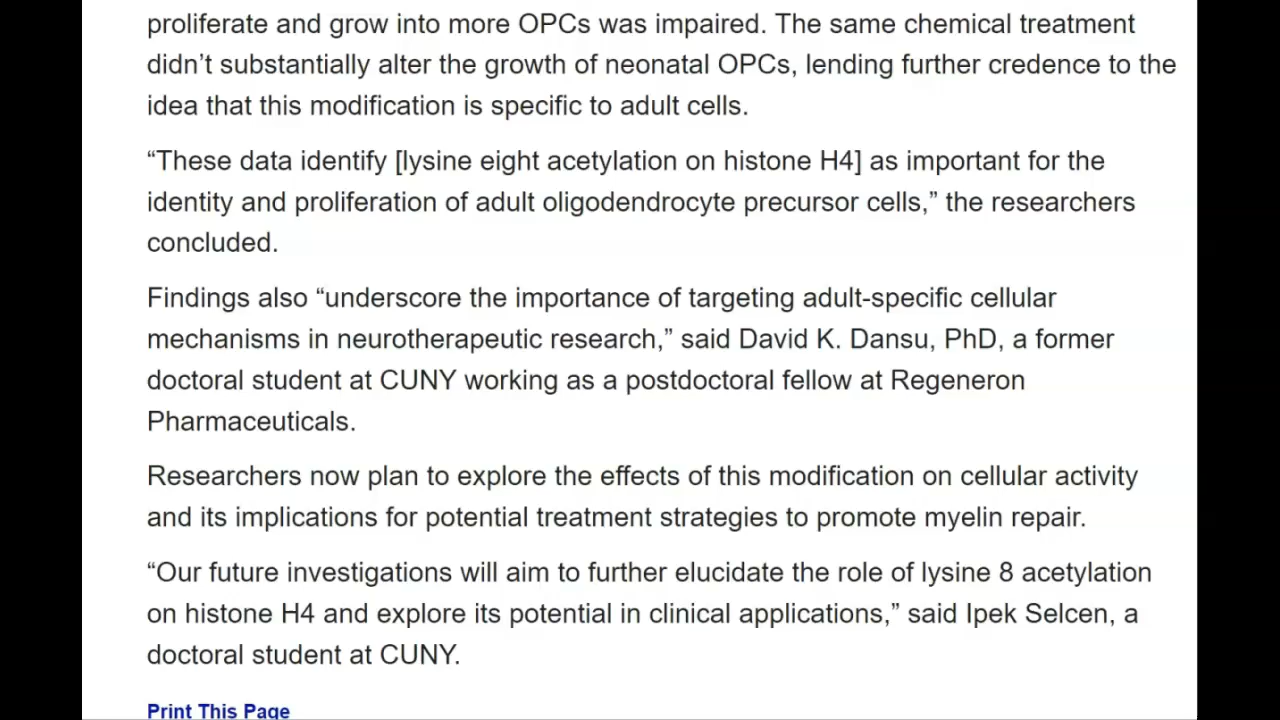 proliferate and grow into more OPCs was impaired. The same chemical treatment
didn’t substantially alter the growth of neonatal OPCs, lending further credence to the
idea that this modification is specific to adult cells.
“These data identify [lysine eight acetylation on histone H4] as important for the
identity and proliferation of adult oligodendrocyte precursor cells,” the researchers
concluded.
Findings also “underscore the importance of targeting adult-specific cellular
mechanisms in neurotherapeutic research,” said David K. Dansu, PhD, a former
doctoral student at CUNY working as a postdoctoral fellow at Regeneron
Pharmaceuticals.
Researchers now plan to explore the effects of this modification on cellular activity
and its implications for potential treatment strategies to promote myelin repair.
“Our future investigations will aim to further elucidate the role of lysine 8 acetylation
on histone H4 and explore its potential in clinical applications,” said Ipek Selcen, a
doctoral student at CUNY.
Print This Page